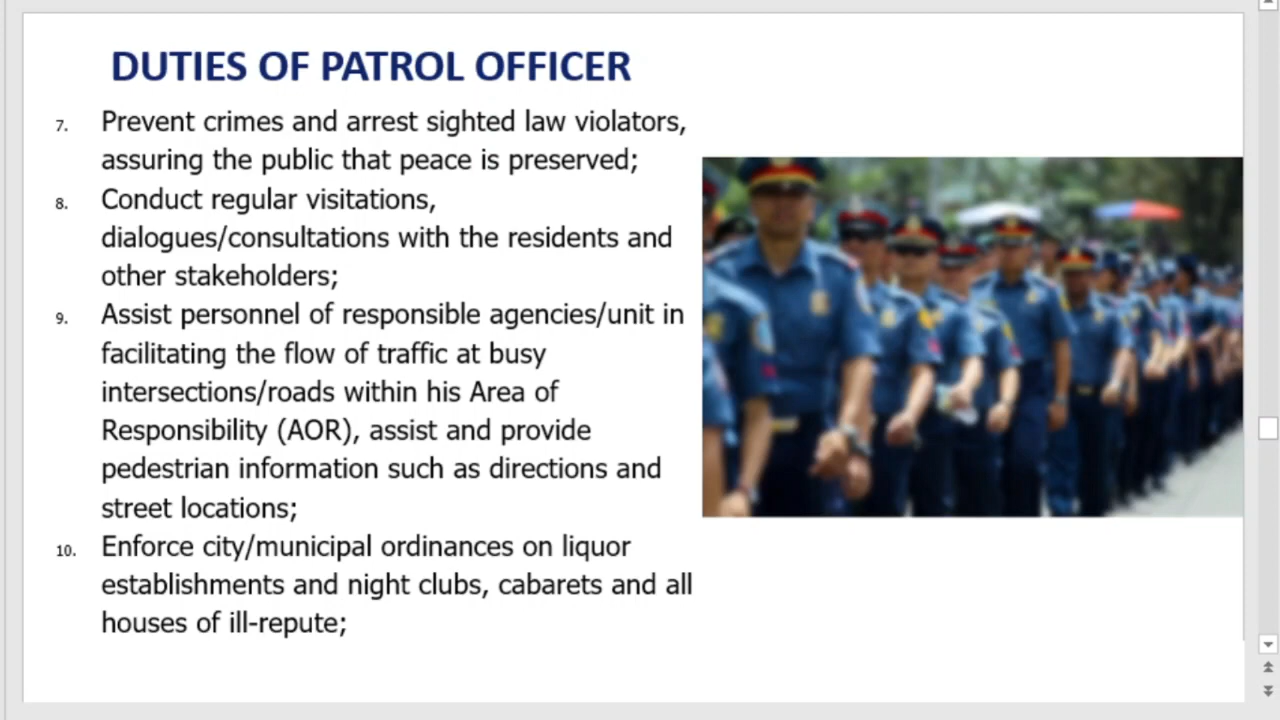 DUTIES OF PATROL OFFICER
7. Prevent crimes and arrest sighted law violators,
assuring the public that peace is preserved;
8. Conduct regular visitations,
dialogues/consultations with the residents and
other stakeholders;
9. Assist personnel of responsible agencies/unit in
facilitating the flow of traffic at busy
intersections/roads within his Area of
Responsibility (AOR), assist and provide
pedestrian information such as directions and
street locations;
10. Enforce city/municipal ordinances on liquor
establishments and night clubs, cabarets and all
houses of ill-repute;